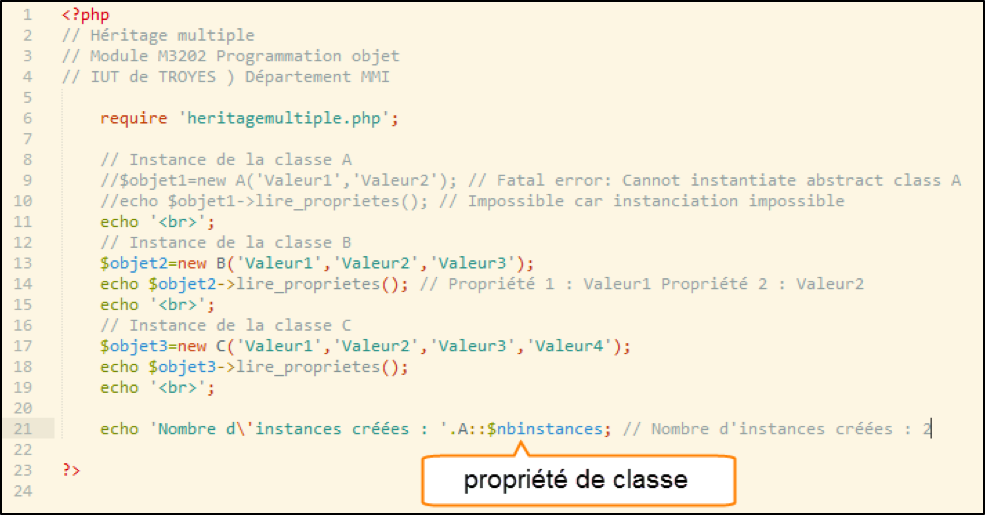 1 <?php
2 // Héritage multiple
3 // Module M3202 Programmation objet
4 // IUT de TROYES ) Département MMI
5
6 require 'heritagemultiple.php';
7
8 // Instance de la classe A
9 //$objet1=new A('Valeur1','Valeur2'); // Fatal error: Cannot instantiate abstract class A
10 //echo $objet1->lire_proprietes(); // Impossible car instanciation impossible
11 echo '<br>';
12 // Instance de la classe B
13 $objet2=new B('Valeur1','Valeur2','Valeur3');
14 echo $objet2->lire_proprietes(); // Propriété 1 : Valeur1 Propriété 2 : Valeur2
15 echo '<br>';
16 // Instance de la classe C
17 $objet3=new C('Valeur1','Valeur2','Valeur3','Valeur4');
18 echo $objet3->lire_proprietes();
19 echo '<br>';
20
21 echo 'Nombre d\'instances créées : '.A::$nbinstances; // Nombre d'instances créées : 2
22
propriété de classe
23 ?>
24